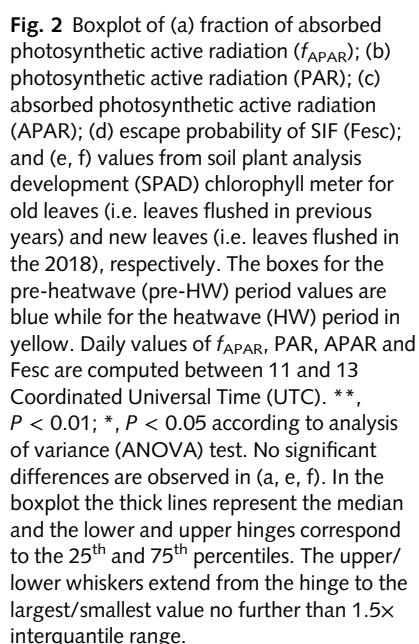 Fig. 2 Boxplot of (a) fraction of absorbed
photosynthetic active radiation (fAPAR); (b)
photosynthetic active radiation (PAR); (c)
absorbed photosynthetic active radiation
(APAR); (d) escape probability of SIF (Fesc);
and (e, f) values from soil plant analysis
development (SPAD) chlorophyll meter for
old leaves (i.e. leaves flushed in previous
years) and new leaves (i.e. leaves flushed in
the 2018), respectively. The boxes for the
pre-heatwave (pre-HW) period values are
blue while for the heatwave (HW) period in
yellow. Daily values of fAPAR, PAR, APAR and
Fesc are computed between 11 and 13
Coordinated Universal Time (UTC). **,
P < 0.01; *, P < 0.05 according to analysis
of variance (ANOVA) test. No significant
differences are observed in (a, e, f). In the
boxplot the thick lines represent the median
and the lower and upper hinges correspond
to the 25th and 75th percentiles. The upper/
lower whiskers extend from the hinge to the
largest/smallest value no further than 1.5×
interquantile range.